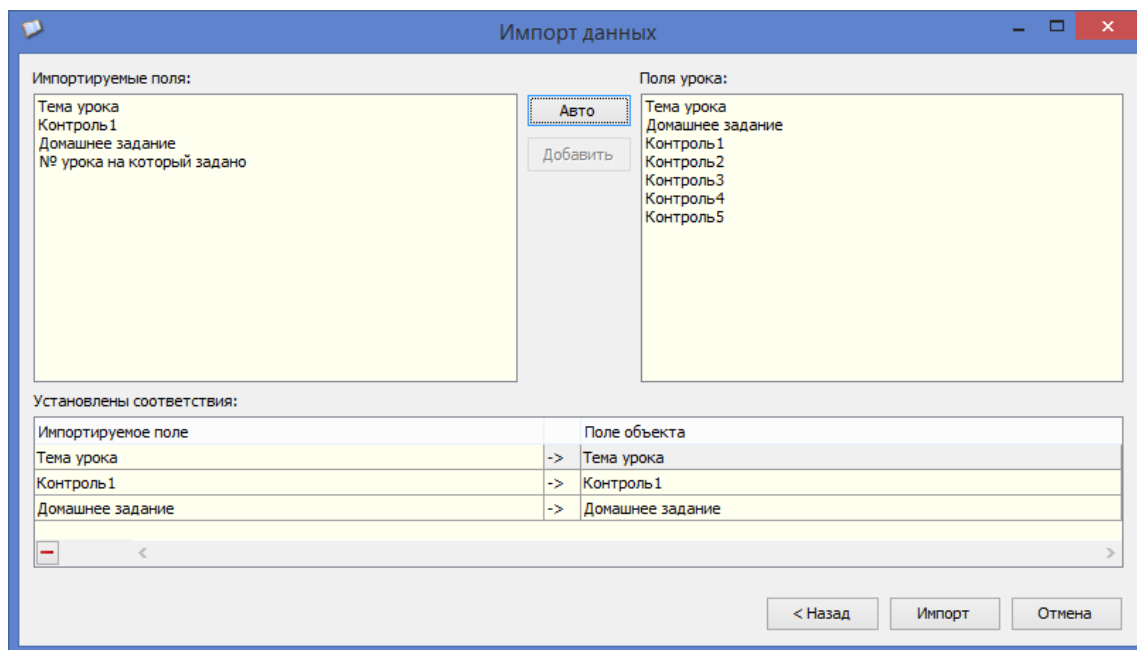 Импорт данных
Импортируемые поля:
Тема урока
Контроль1
Домашнее задание
№ урока на который задано
Авто
Добавить
Поля урока:
Тема урока
Домашнее задание
Контроль1
Контроль2
Контроль3
Контроль4
Контроль5
Установлены соответствия:
Импортируемое поле Поле объекта
Тема урока -> Тема урока
Контроль1 -> Контроль1
Домашнее задание -> Домашнее задание
< Назад Импорт Отмена